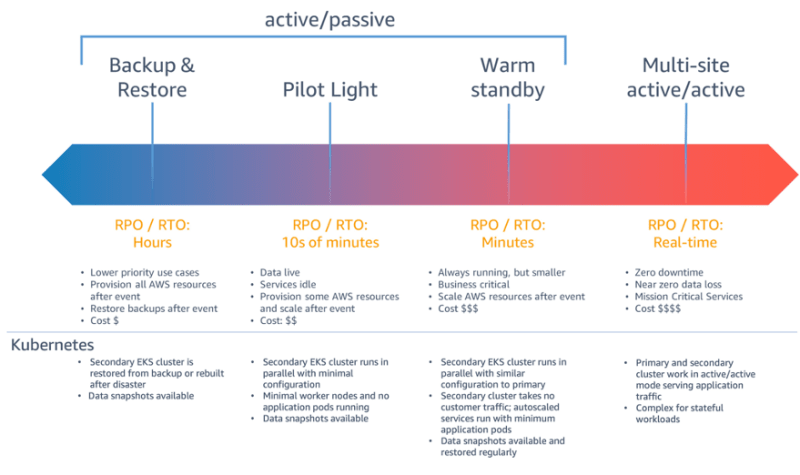 active/passive
Backup &
Restore
Pilot Light
Warm
standby
Multi-site
active/active
RPO / RTO:
Hours
RPO / RTO:
10s of minutes
RPO / RTO:
Minutes
RPO / RTO:
Real-time
• Lower priority use cases
• Provision all AWS resources
after event
• Restore backups after event
• Cost $
• Data live
• Services idle
• Provision some AWS resources
and scale after event
• Cost: $$
• Always running, but smaller
• Business critical
• Scale AWS resources after event
• Cost $$$
• Zero downtime
• Near zero data loss
• Mission Critical Services
• Cost $$$$
Kubernetes
• Secondary EKS cluster is
restored from backup or rebuilt
after disaster
• Data snapshots available
• Secondary EKS cluster runs in
parallel with minimal
configuration
• Minimal worker nodes and no
application pods running
• Data snapshots available
• Secondary EKS cluster runs in
parallel with similar
configuration to primary
• Secondary cluster takes no
customer traffic; autoscaled
services run with minimum
application pods
• Data snapshots available and
restored regularly
• Primary and secondary
cluster work in active/active
mode serving application
traffic
• Complex for stateful
workloads